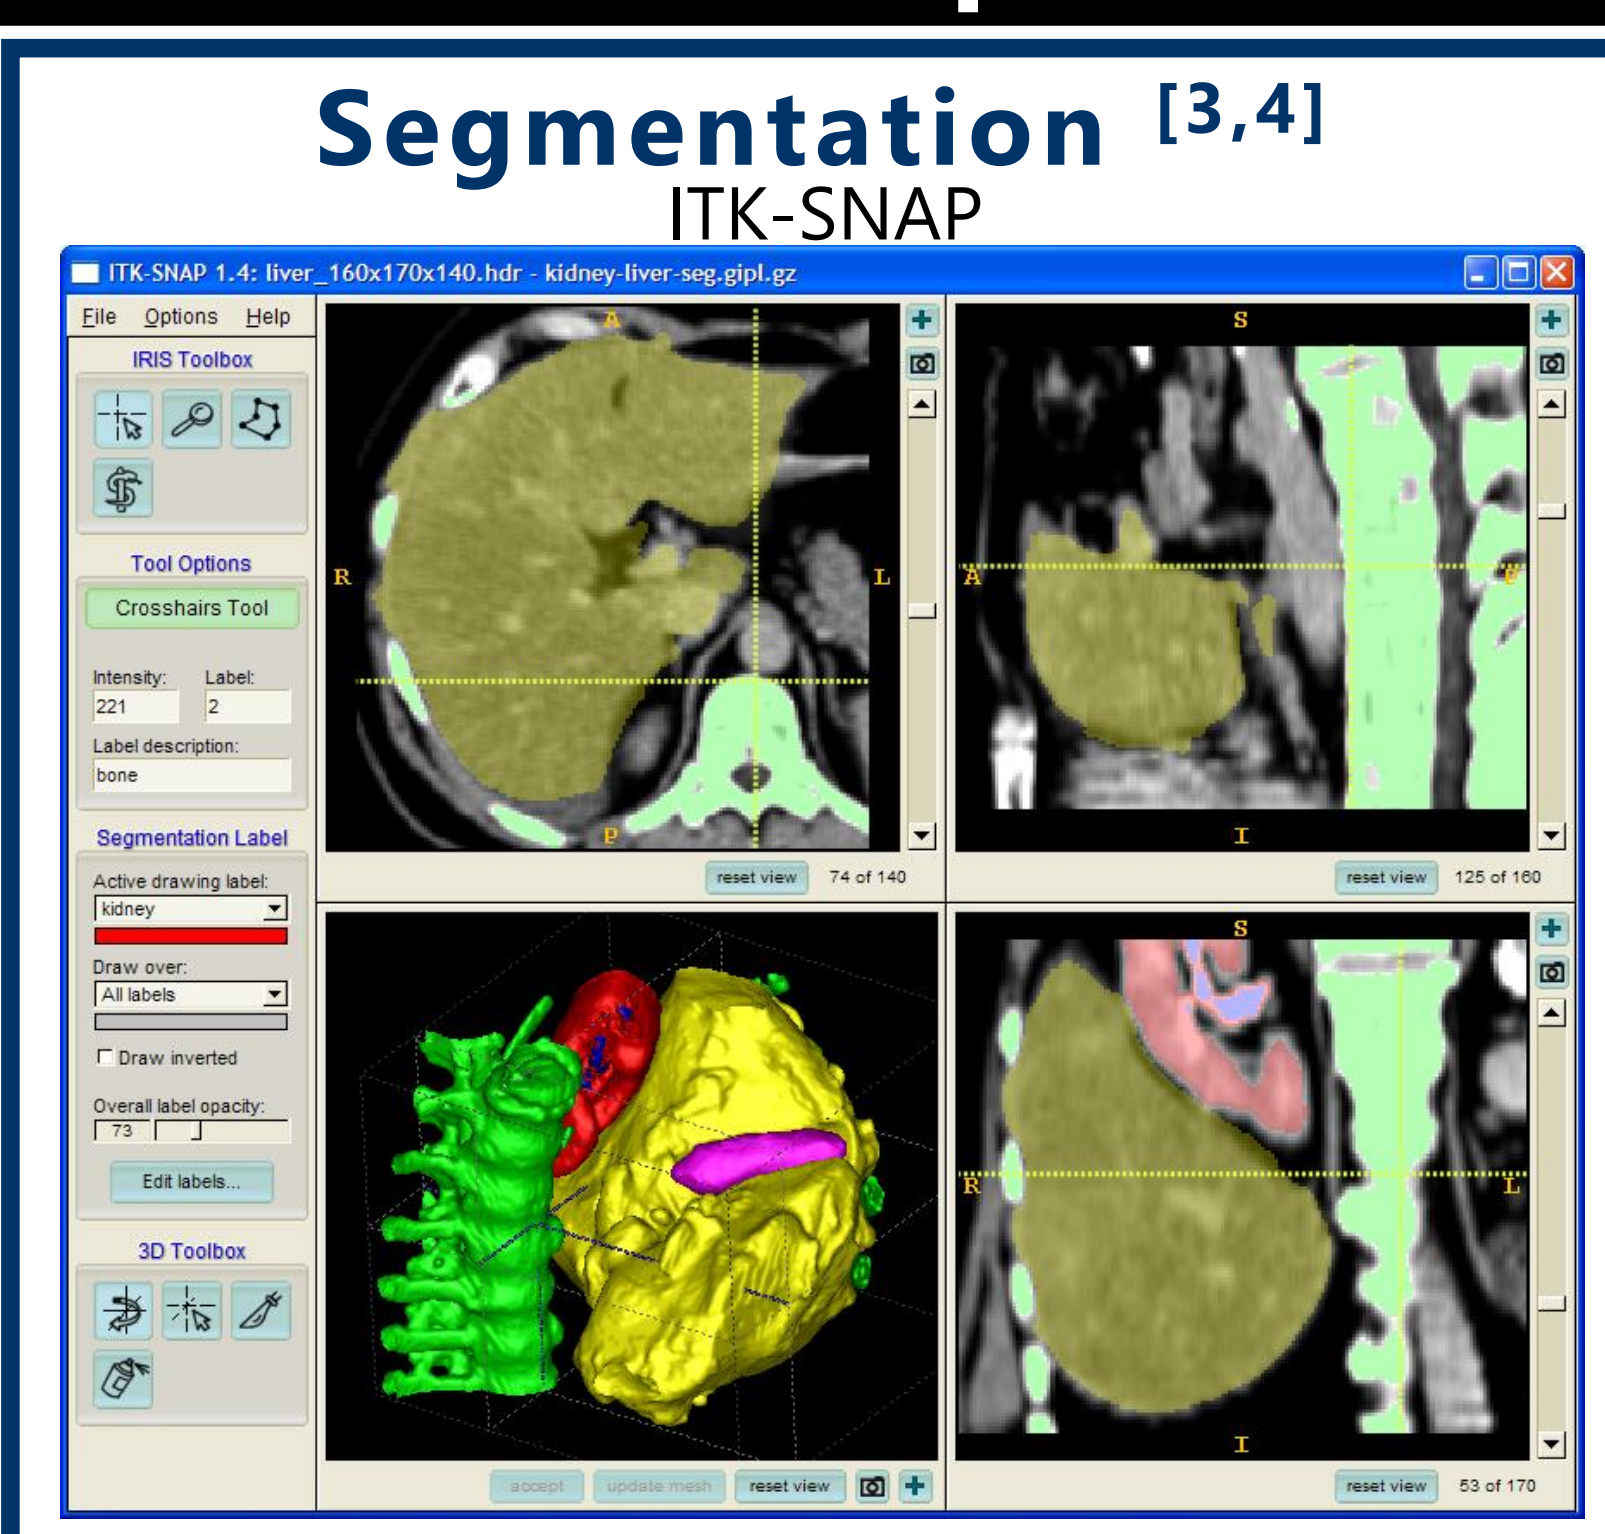 Segmentation [3,4]
ITK-SNAP
ITK-SNAP 1.4: liver_160x170x140.hdr - kidney-liver-seg.gipl.gz
File Options Help
IRIS Toolbox
Tool Options
Crosshairs Tool
Intensity: Label:
221 2
Label description:
bone
Segmentation Label
Active drawing label:
kidney
Draw over:
All labels
Draw inverted
Overall label opacity:
73
Edit labels...
3D Toolbox
A
R L
P
reset view 74 of 140
S
A P
I
reset view 125 of 160
accept update mesh reset view
S
R L
I
reset view 53 of 170